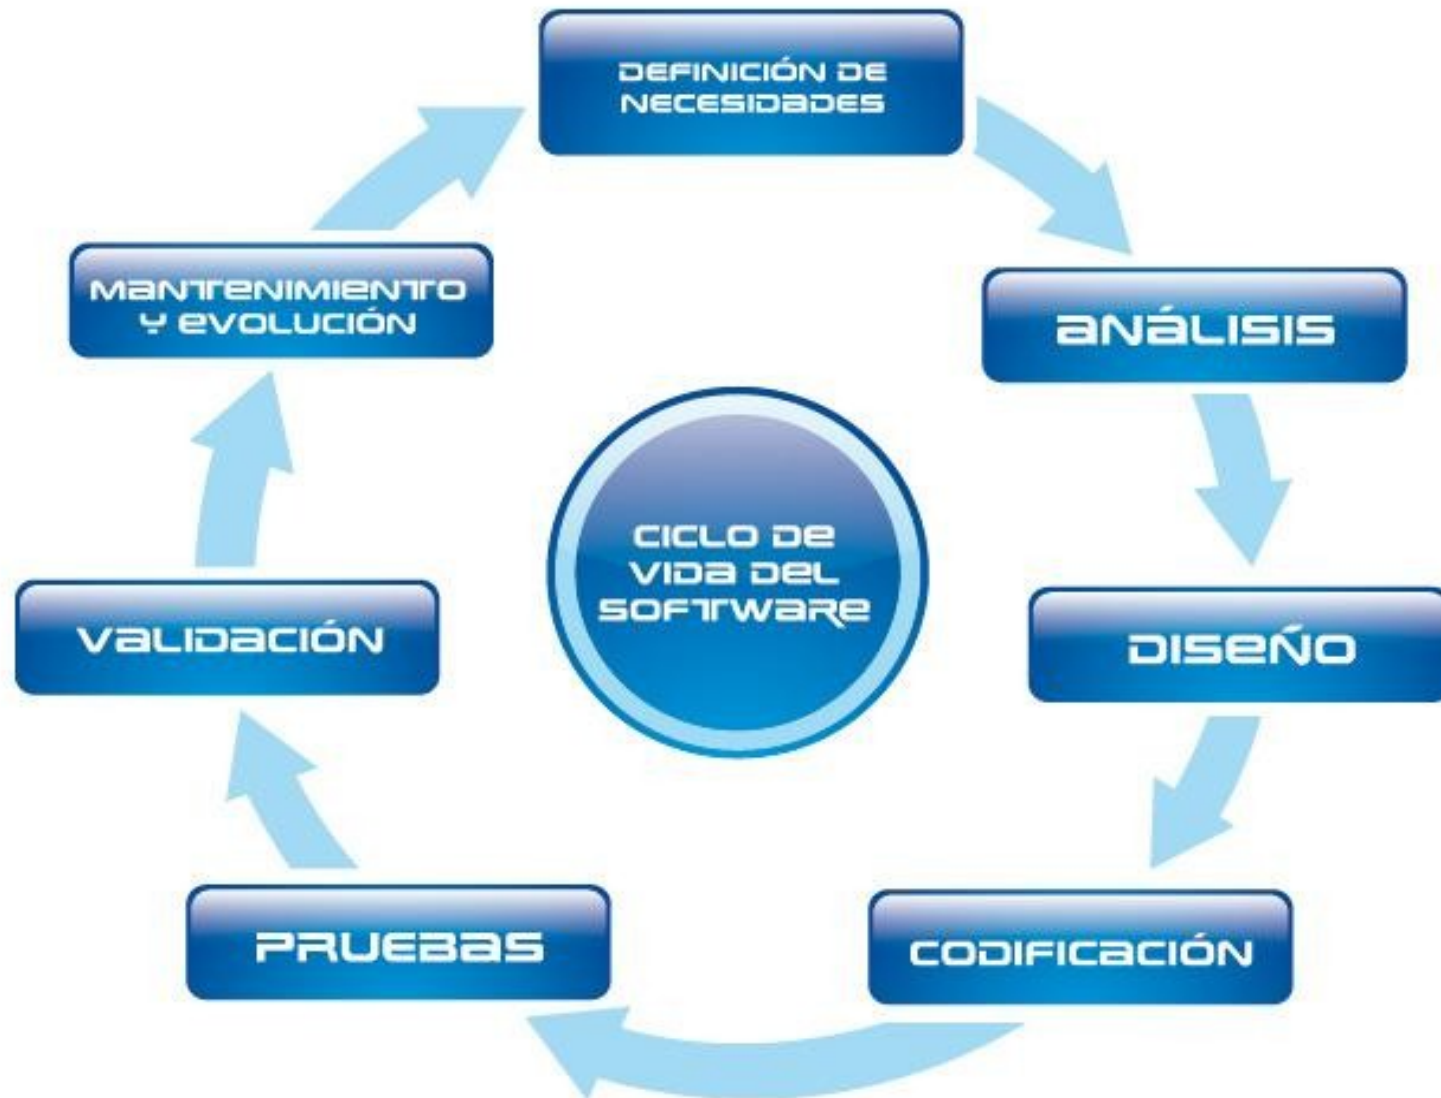 DEFINICIÓN DE
NECESIDADES
ANÁLISIS
DISEÑO
CODIFICACIÓN
PRUEBAS
VALIDACIÓN
MANTENIMIENTO
Y EVOLUCIÓN
CICLO DE
VIDA DEL
SOFTWARE